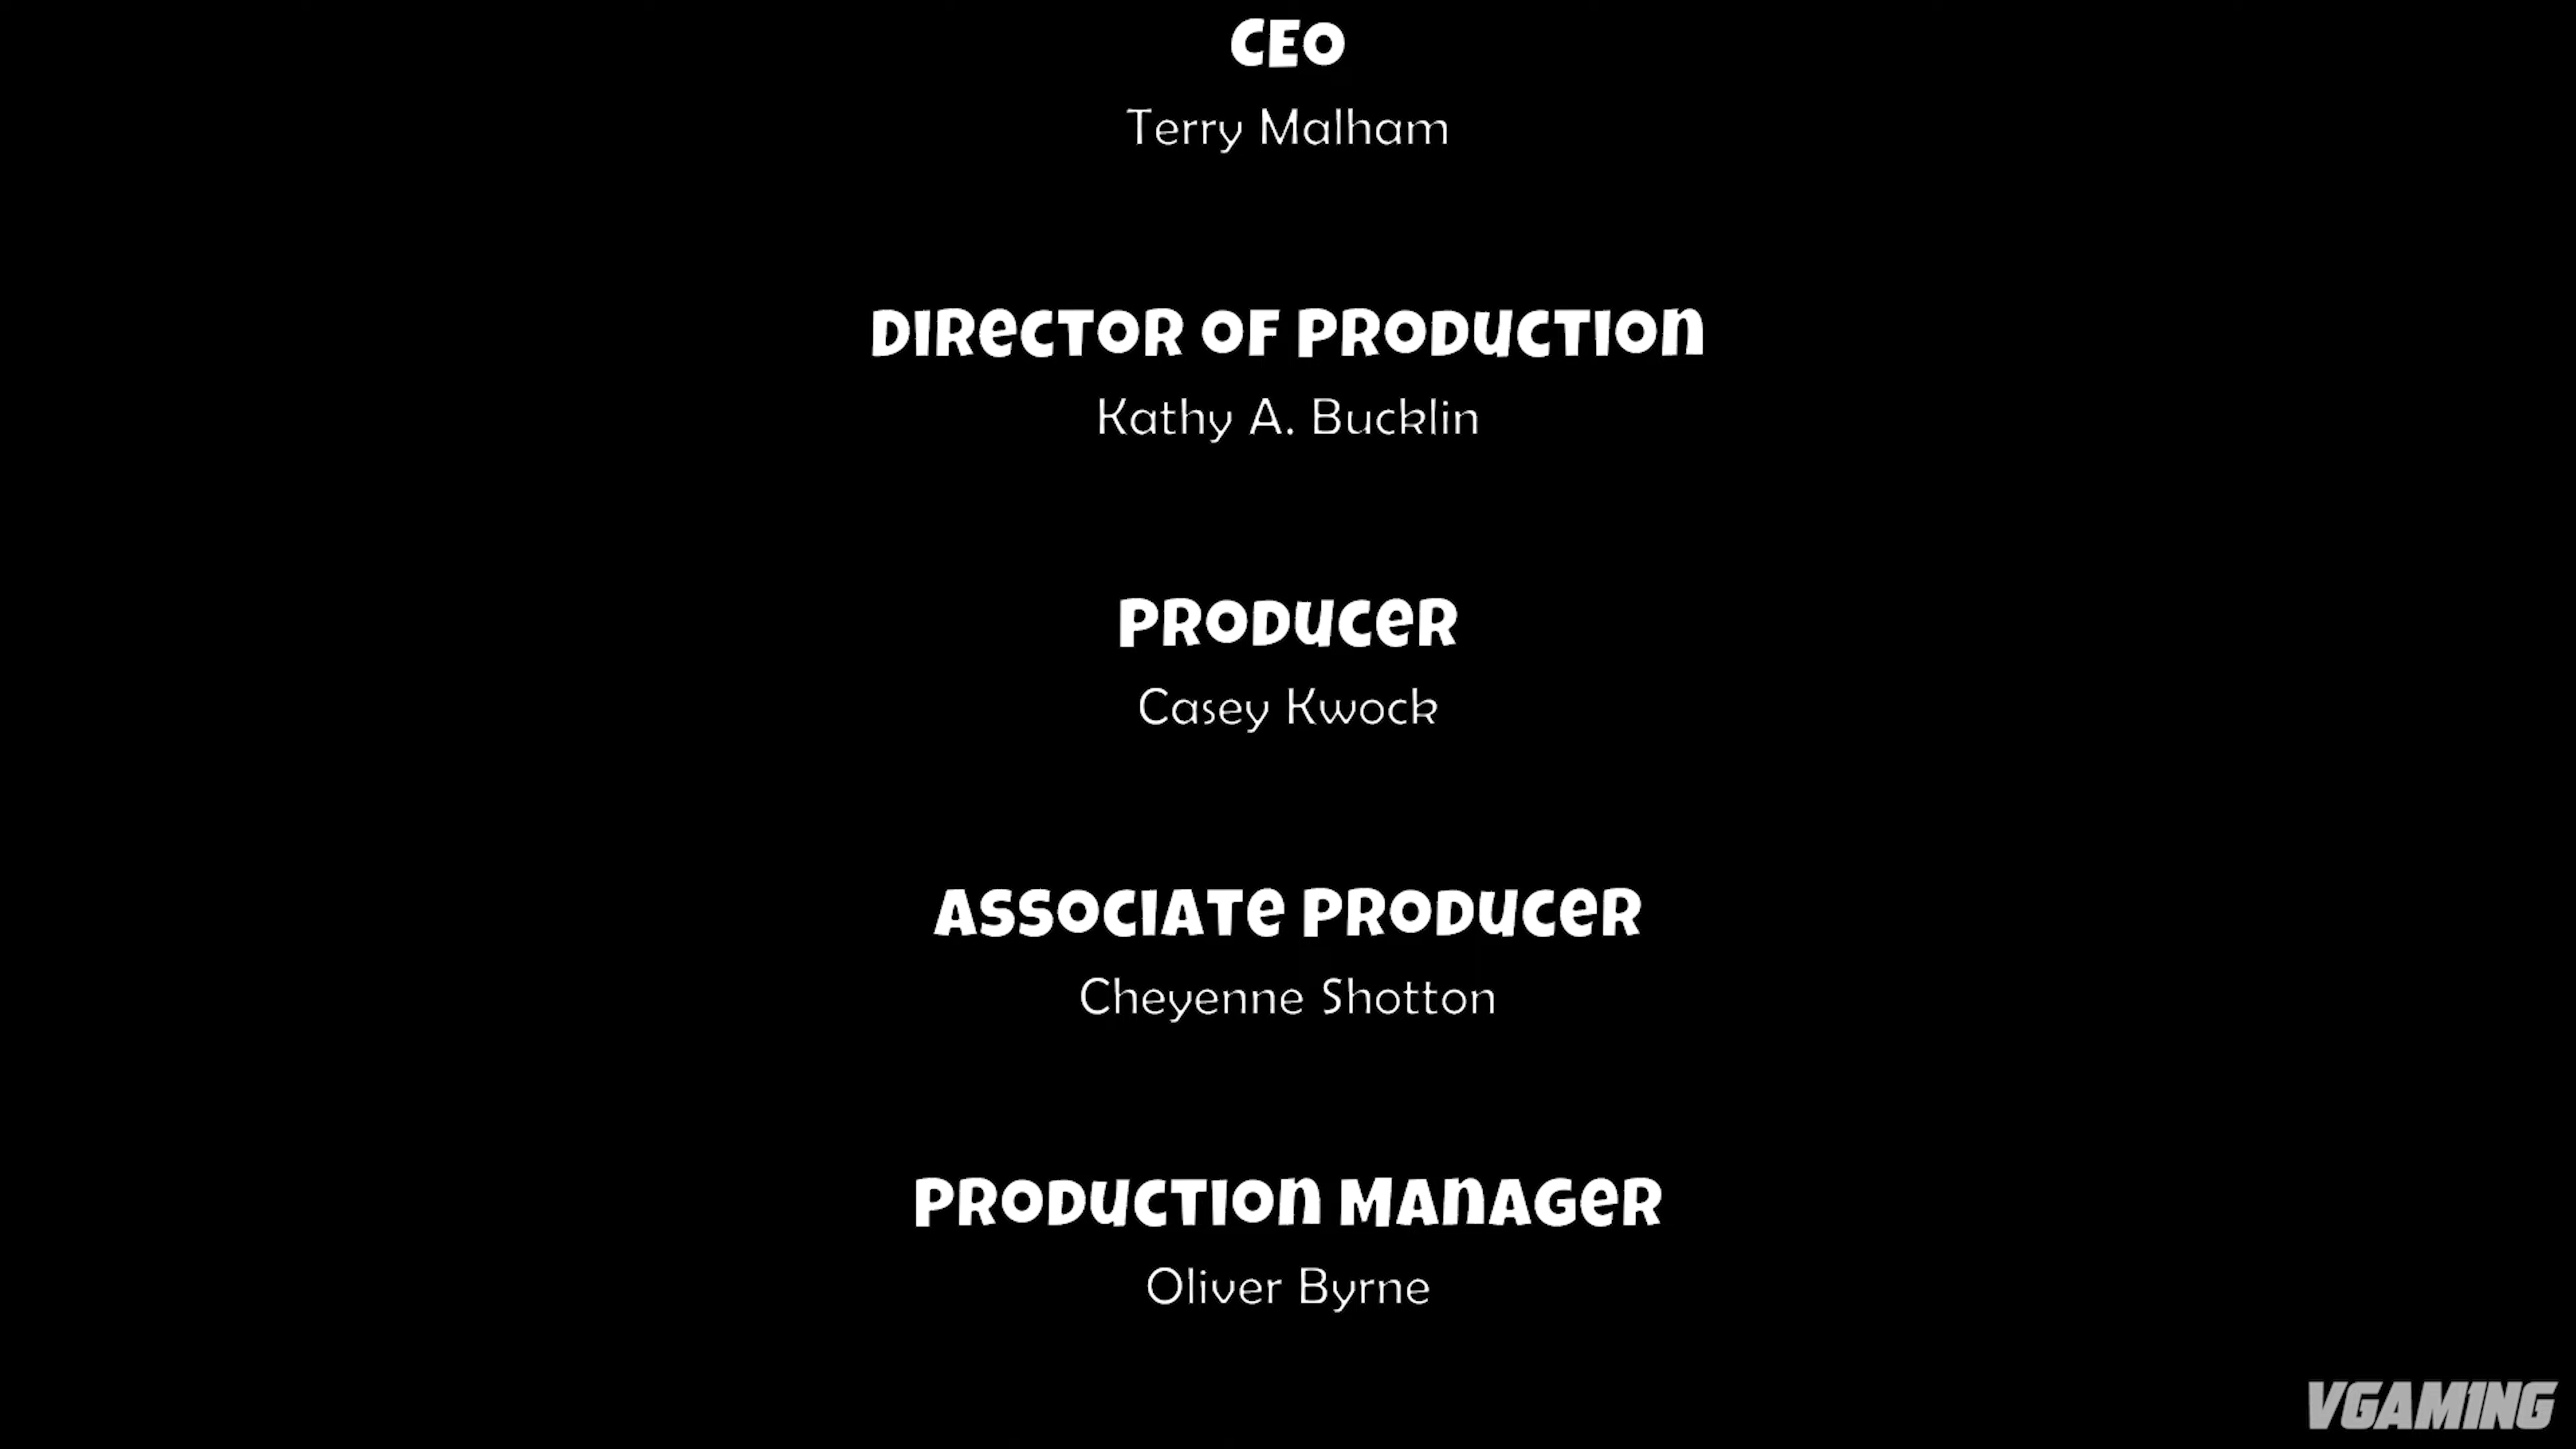 CEO
Terry Malham
DIRECTOR OF PRODUCTION
Kathy A. Bucklin
PRODUCER
Casey Kwock
ASSOCIATE PRODUCER
Cheyenne Shotton
PRODUCTION MANAGER
Oliver Byrne
VGAM1NG